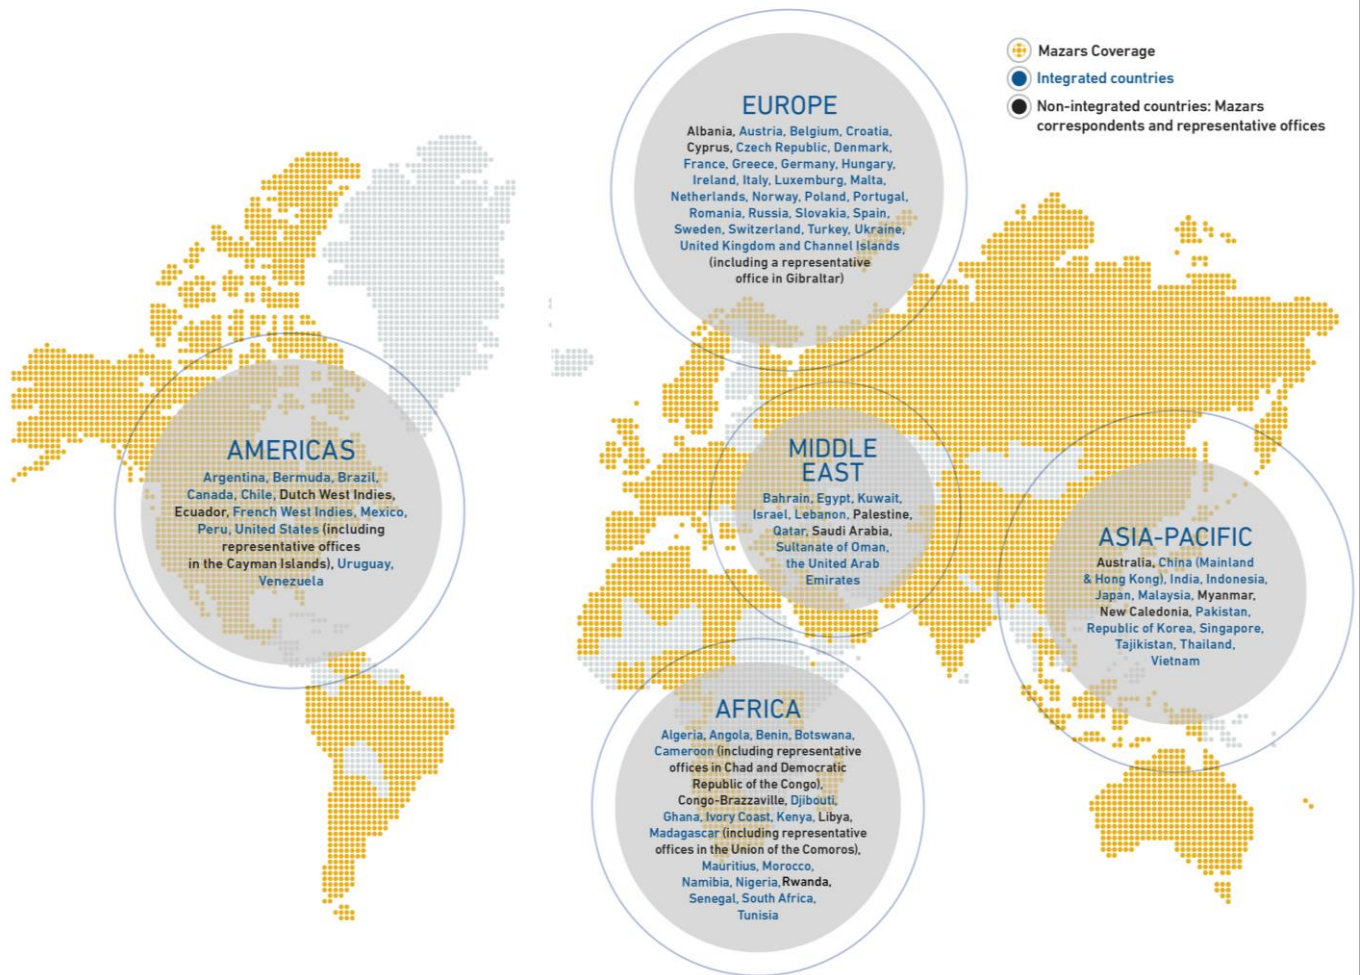 Mazars Coverage
Integrated countries
Non-integrated countries: Mazars
correspondents and representative offices
EUROPE
Albania, Austria, Belgium, Croatia,
Cyprus, Czech Republic, Denmark,
France, Greece, Germany, Hungary,
Ireland, Italy, Luxemburg, Malta,
Netherlands, Norway, Poland, Portugal,
Romania, Russia, Slovakia, Spain,
Sweden, Switzerland, Turkey, Ukraine,
United Kingdom and Channel Islands
(including a representative
office in Gibraltar)
AMERICAS
Argentina, Bermuda, Brazil,
Canada, Chile, Dutch West Indies,
Ecuador, French West Indies, Mexico,
Peru, United States (including
representative offices
in the Cayman Islands), Uruguay,
Venezuela
MIDDLE
EAST
Bahrain, Egypt, Kuwait,
Israel, Lebanon, Palestine,
Qatar, Saudi Arabia,
Sultanate of Oman,
the United Arab
Emirates
ASIA-PACIFIC
Australia, China (Mainland
& Hong Kong), India, Indonesia,
Japan, Malaysia, Myanmar,
New Caledonia, Pakistan,
Republic of Korea, Singapore,
Tajikistan, Thailand,
Vietnam
AFRICA
Algeria, Angola, Benin, Botswana,
Cameroon (including representative
offices in Chad and Democratic
Republic of the Congo),
Congo-Brazzaville, Djibouti,
Ghana, Ivory Coast, Kenya, Libya,
Madagascar (including representative
offices in the Union of the Comoros),
Mauritius, Morocco,
Namibia, Nigeria, Rwanda,
Senegal, South Africa,
Tunisia